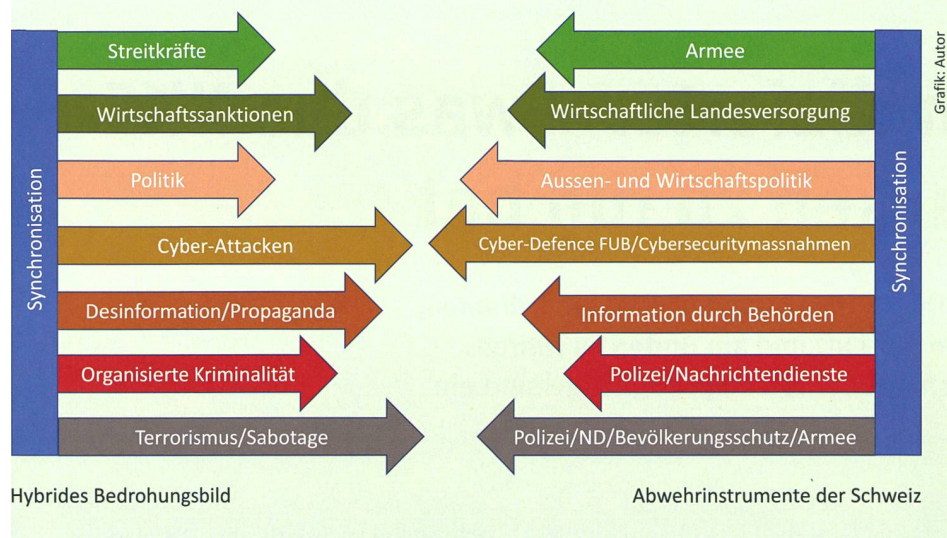 Streitkräfte
Armee
Wirtschaftssanktionen
Wirtschaftliche Landesversorgung
Politik
Aussen- und Wirtschaftspolitik
Cyber-Attacken
Cyber-Defence FUB/Cybersecuritymassnahmen
Desinformation/Propaganda
Information durch Behörden
Organisierte Kriminalität
Polizei/Nachrichtendienste
Terrorismus/Sabotage
Polizei/ND/Bevölkerungsschutz/Armee
Synchronisation
Synchronisation
Hybrides Bedrohungsbild
Abwehrinstrumente der Schweiz
Grafik: Autor